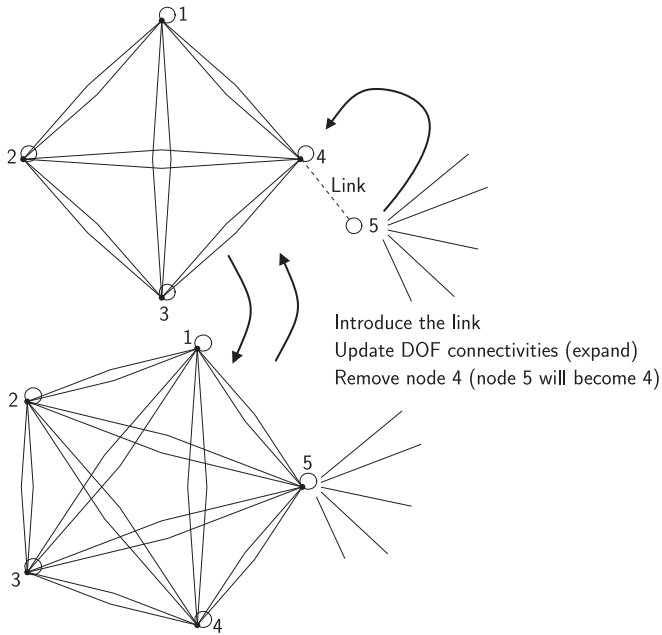 1
2
4
Link
5
3
Introduce the link
Update DOF connectivities (expand)
Remove node 4 (node 5 will become 4)
1
2
5
3
4